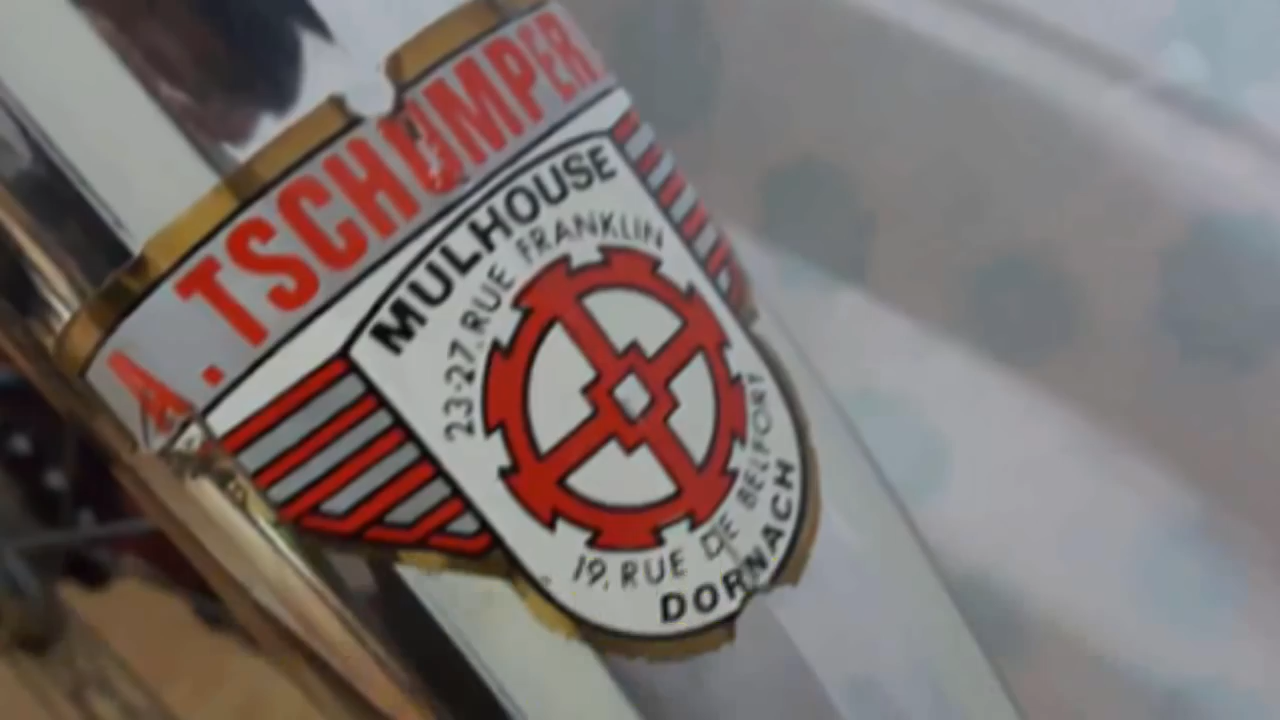 A. TSCHUMPER
MULHOUSE
23-27, RUE FRANKLIN
19, RUE DE BELFORT
DORNACH